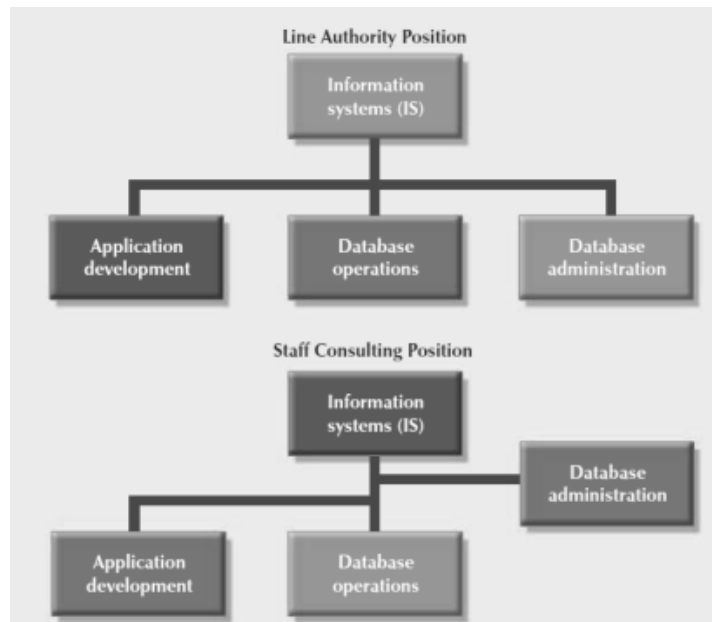 Line Authority Position
Information
systems (IS)
Application
development
Database
operations
Database
administration
Staff Consulting Position
Information
systems (IS)
Database
administration
Application
development
Database
operations